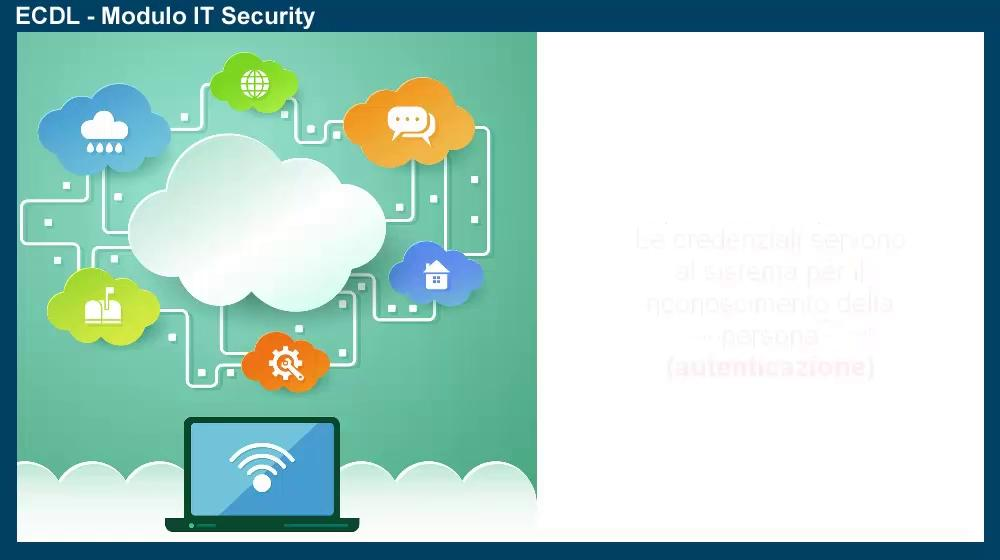 ECDL - Modulo IT Security
Le credenziali servono
al sistema per il
riconoscimento della
persona
(autenticazione)